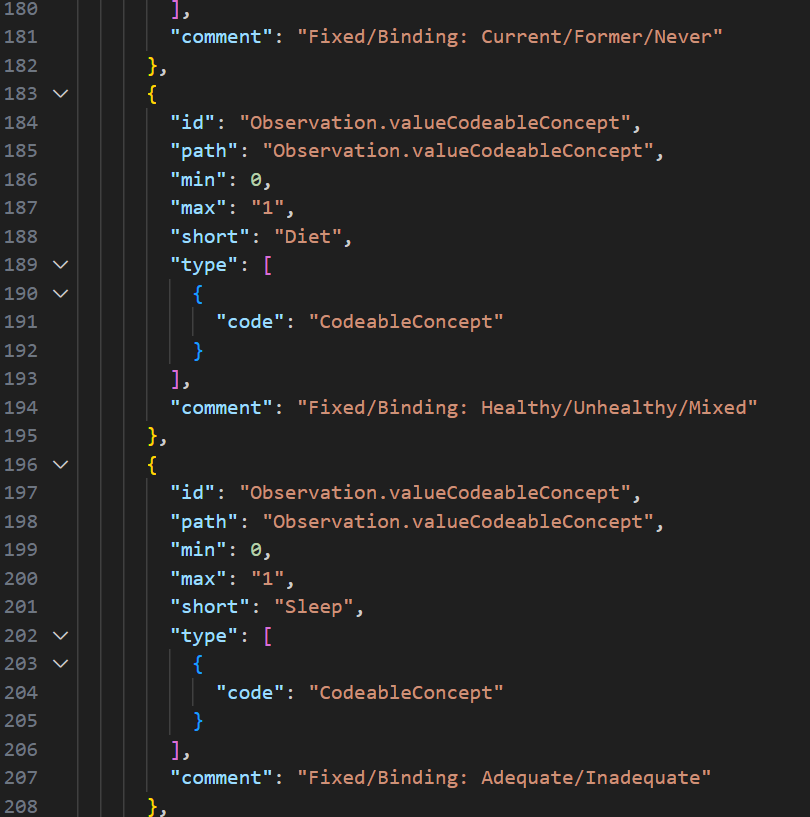 180 ],
181 "comment": "Fixed/Binding: Current/Former/Never"
182 },
183 {
184 "id": "Observation.valueCodeableConcept",
185 "path": "Observation.valueCodeableConcept",
186 "min": 0,
187 "max": "1",
188 "short": "Diet",
189 "type": [
190 {
191 "code": "CodeableConcept"
192 }
193 ],
194 "comment": "Fixed/Binding: Healthy/Unhealthy/Mixed"
195 },
196 {
197 "id": "Observation.valueCodeableConcept",
198 "path": "Observation.valueCodeableConcept",
199 "min": 0,
200 "max": "1",
201 "short": "Sleep",
202 "type": [
203 {
204 "code": "CodeableConcept"
205 }
206 ],
207 "comment": "Fixed/Binding: Adequate/Inadequate"
208 },